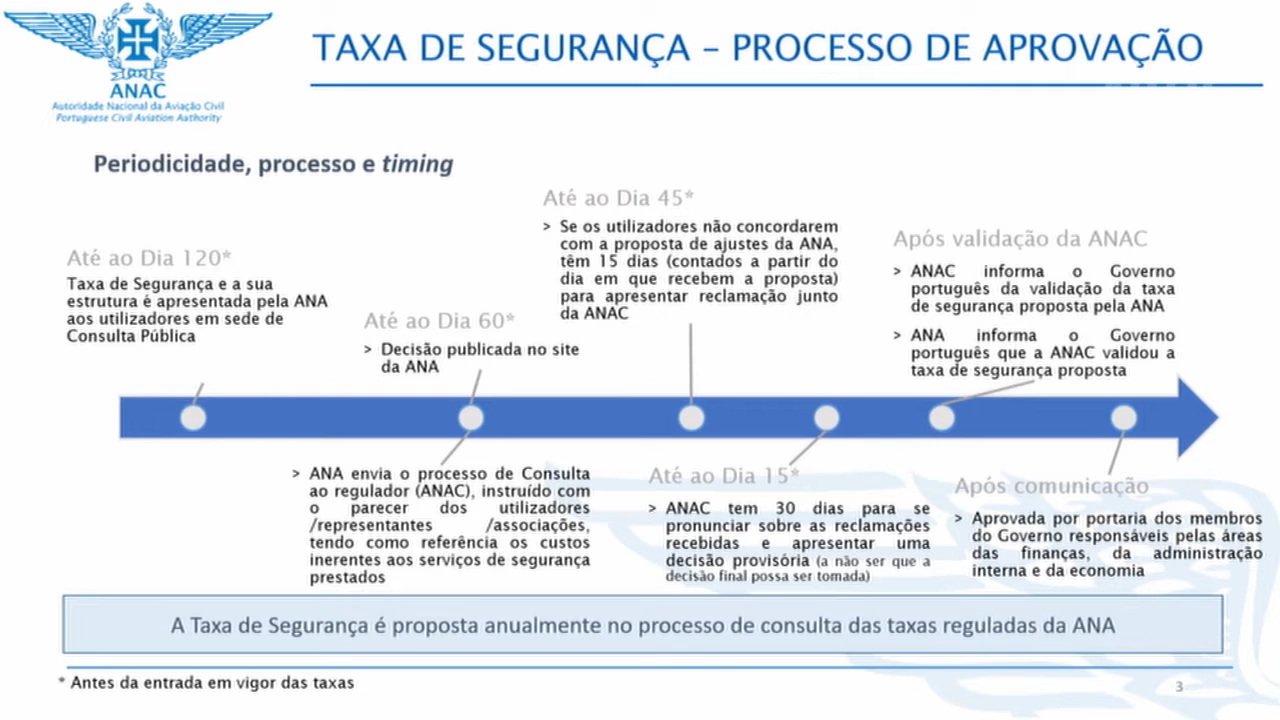 ANAC
Autoridade Nacional da Aviação Civil
Portuguese Civil Aviation Authority
TAXA DE SEGURANÇA – PROCESSO DE APROVAÇÃO
Periodicidade, processo e timing
Até ao Dia 120*
Taxa de Segurança e a sua
estrutura é apresentada pela ANA
aos utilizadores em sede de
Consulta Pública
Até ao Dia 60*
> Decisão publicada no site
da ANA
> ANA envia o processo de Consulta
ao regulador (ANAC), instruído com
o parecer dos utilizadores
/representantes /associações,
tendo como referência os custos
inerentes aos serviços de segurança
prestados
Até ao Dia 45*
> Se os utilizadores não concordarem
com a proposta de ajustes da ANA,
têm 15 dias (contados a partir do
dia em que recebem a proposta)
para apresentar reclamação junto
da ANAC
Até ao Dia 15*
> ANAC tem 30 dias para se
pronunciar sobre as reclamações
recebidas e apresentar uma
decisão provisória (a não ser que a
decisão final possa ser tomada)
Após validação da ANAC
> ANAC informa o Governo
português da validação da taxa
de segurança proposta pela ANA
> ANA informa o Governo
português que a ANAC validou a
taxa de segurança proposta
Após comunicação
> Aprovada por portaria dos membros
do Governo responsáveis pelas áreas
das finanças, da administração
interna e da economia
A Taxa de Segurança é proposta anualmente no processo de consulta das taxas reguladas da ANA
* Antes da entrada em vigor das taxas
3